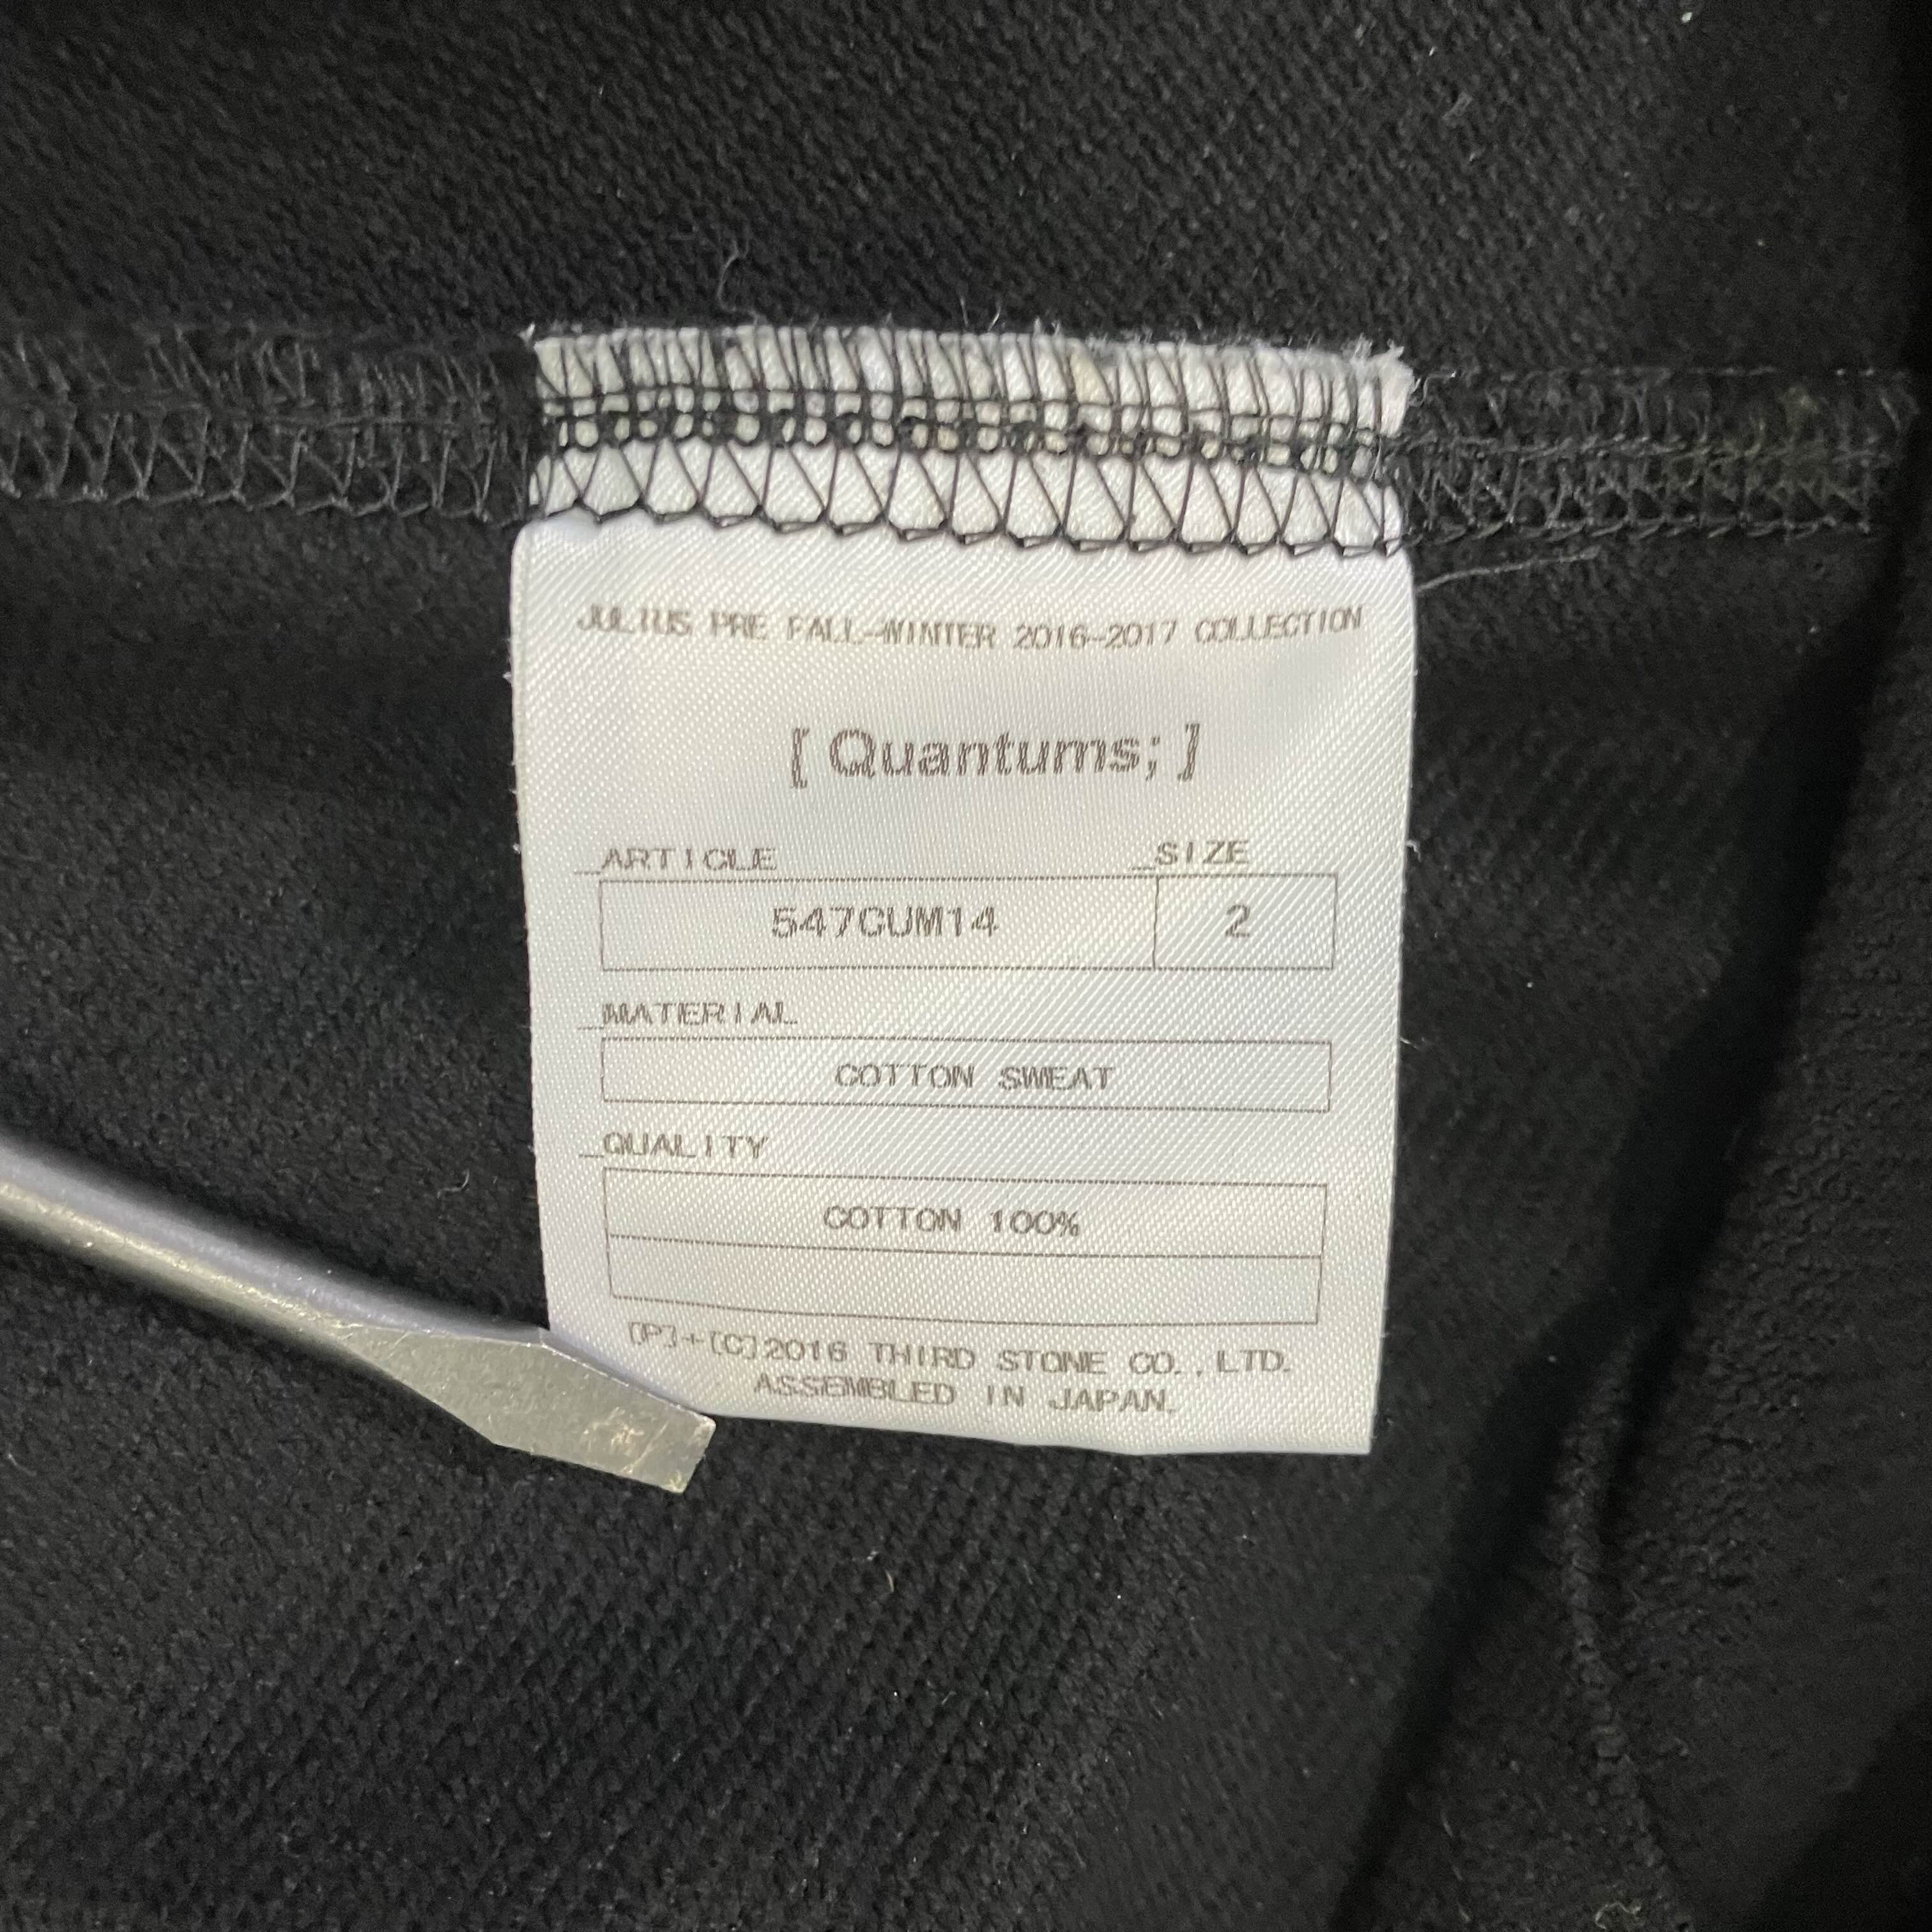 JULIUS PRE FALL-WINTER 2016-2017 COLLECTION
[ Quantums; ]
_ARTICLE _SIZE
547GUM14 2
_MATERIAL
COTTON SWEAT
_QUALITY
COTTON 100%
[P]+[C]2016 THIRD STONE CO.,LTD.
ASSEMBLED IN JAPAN.